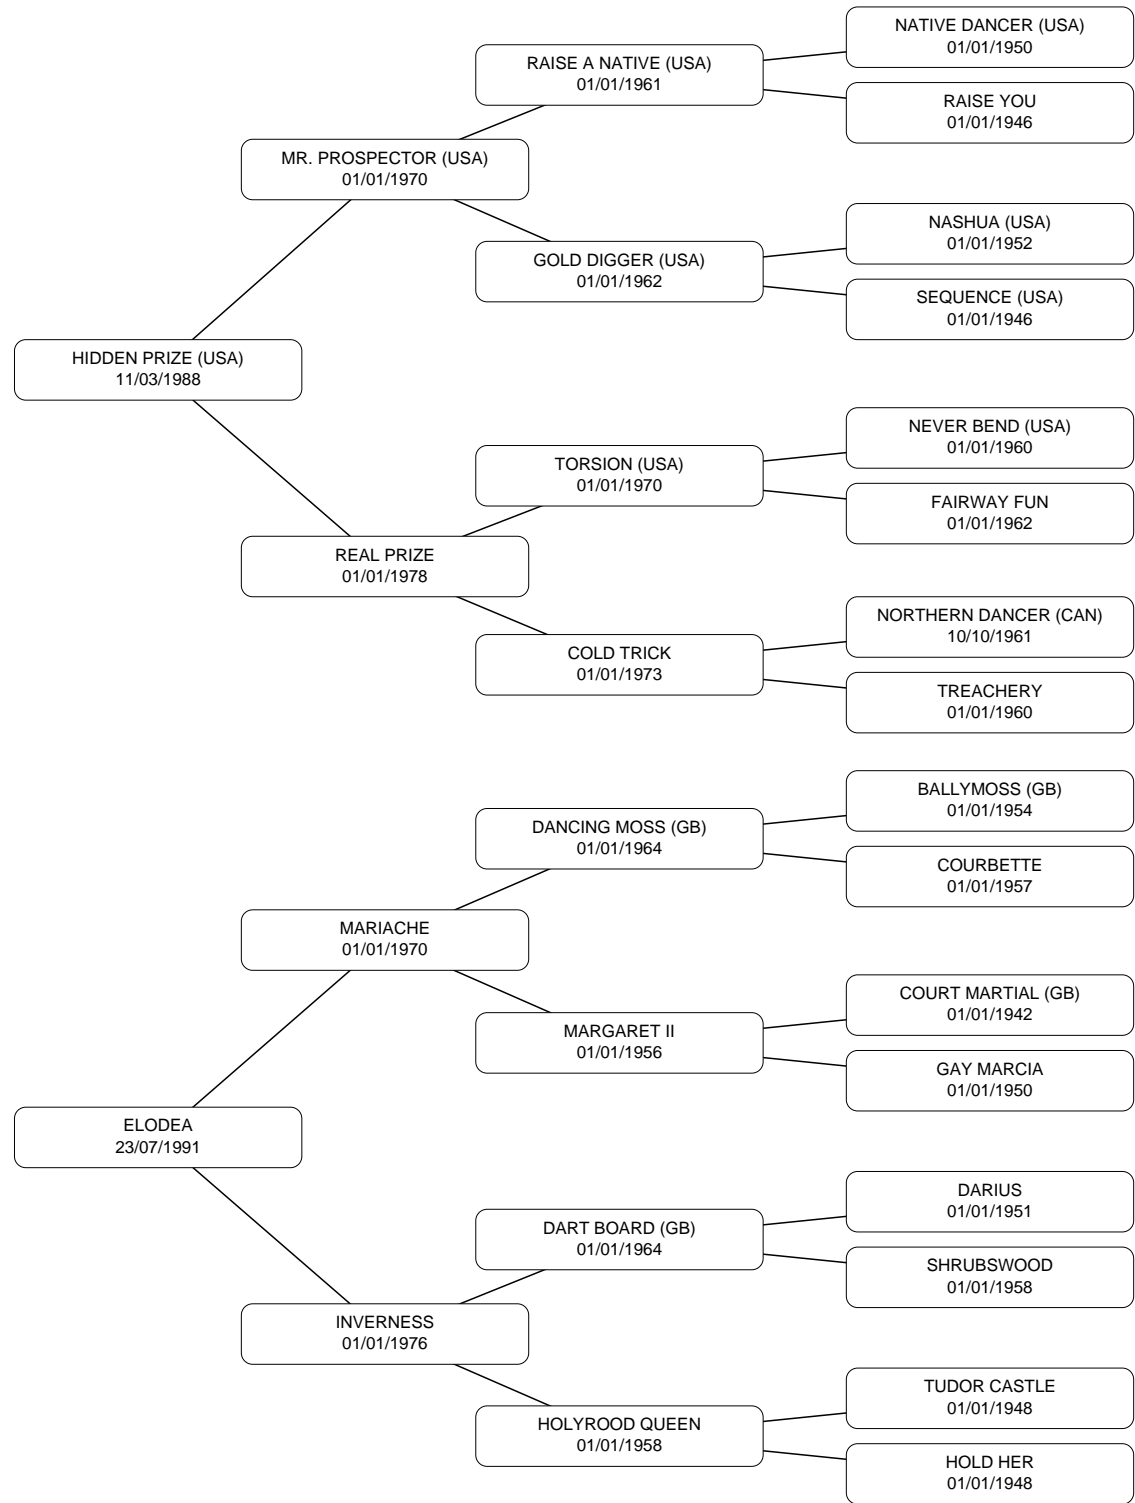 NATIVE DANCER (USA)
01/01/1950
RAISE A NATIVE (USA)
01/01/1961
RAISE YOU
01/01/1946
MR. PROSPECTOR (USA)
01/01/1970
NASHUA (USA)
01/01/1952
GOLD DIGGER (USA)
01/01/1962
SEQUENCE (USA)
01/01/1946
HIDDEN PRIZE (USA)
11/03/1988
NEVER BEND (USA)
01/01/1960
TORSION (USA)
01/01/1970
FAIRWAY FUN
01/01/1962
REAL PRIZE
01/01/1978
NORTHERN DANCER (CAN)
10/10/1961
COLD TRICK
01/01/1973
TREACHERY
01/01/1960
BALLYMOSS (GB)
01/01/1954
DANCING MOSS (GB)
01/01/1964
COURBETTE
01/01/1957
MARIACHE
01/01/1970
COURT MARTIAL (GB)
01/01/1942
MARGARET II
01/01/1956
GAY MARCIA
01/01/1950
ELODEA
23/07/1991
DARIUS
01/01/1951
DART BOARD (GB)
01/01/1964
SHRUBSWOOD
01/01/1958
INVERNESS
01/01/1976
TUDOR CASTLE
01/01/1948
HOLYROOD QUEEN
01/01/1958
HOLD HER
01/01/1948